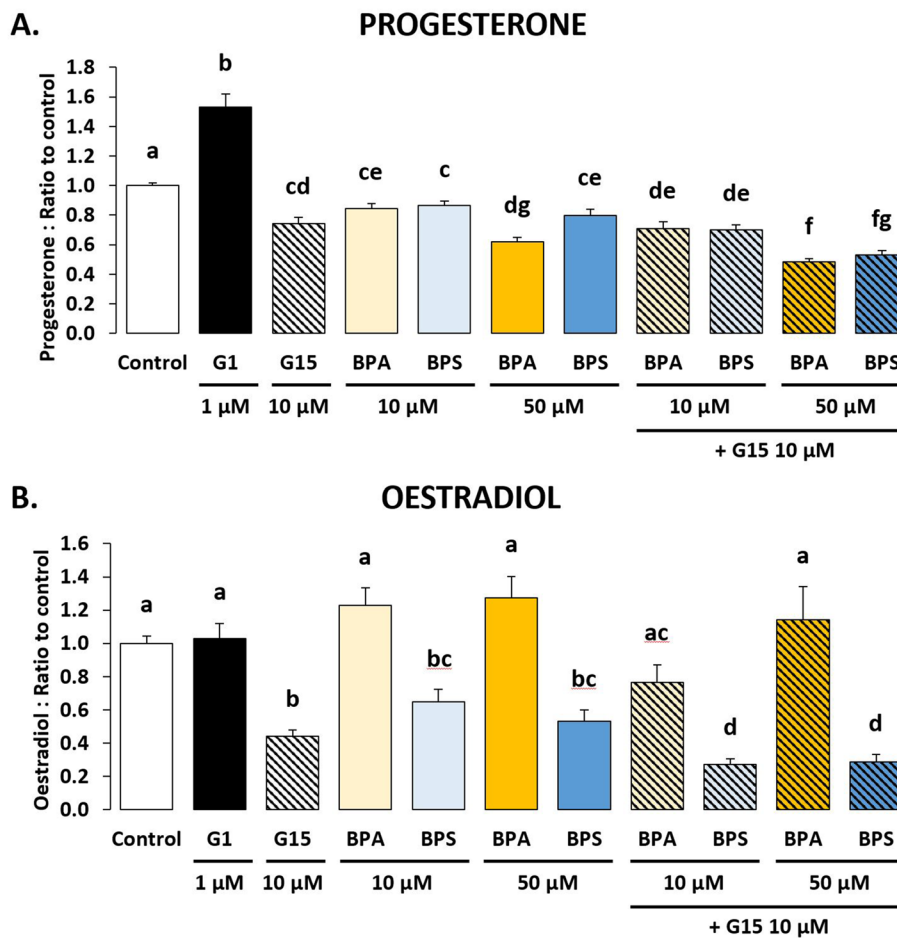 A. PROGESTERONE
Progesterone : Ratio to control
1.8
1.6
1.4
1.2
1.0
0.8
0.6
0.4
0.2
0.0
a b cd ce c dg ce de de f fg
Control G1 G15 BPA BPS BPA BPS BPA BPS BPA BPS
1 µM 10 µM 10 µM 50 µM 10 µM 50 µM
+ G15 10 µM
B. OESTRADIOL
Oestradiol : Ratio to control
1.6
1.4
1.2
1.0
0.8
0.6
0.4
0.2
0.0
a a b a bc a bc ac d a d
Control G1 G15 BPA BPS BPA BPS BPA BPS BPA BPS
1 µM 10 µM 10 µM 50 µM 10 µM 50 µM
+ G15 10 µM